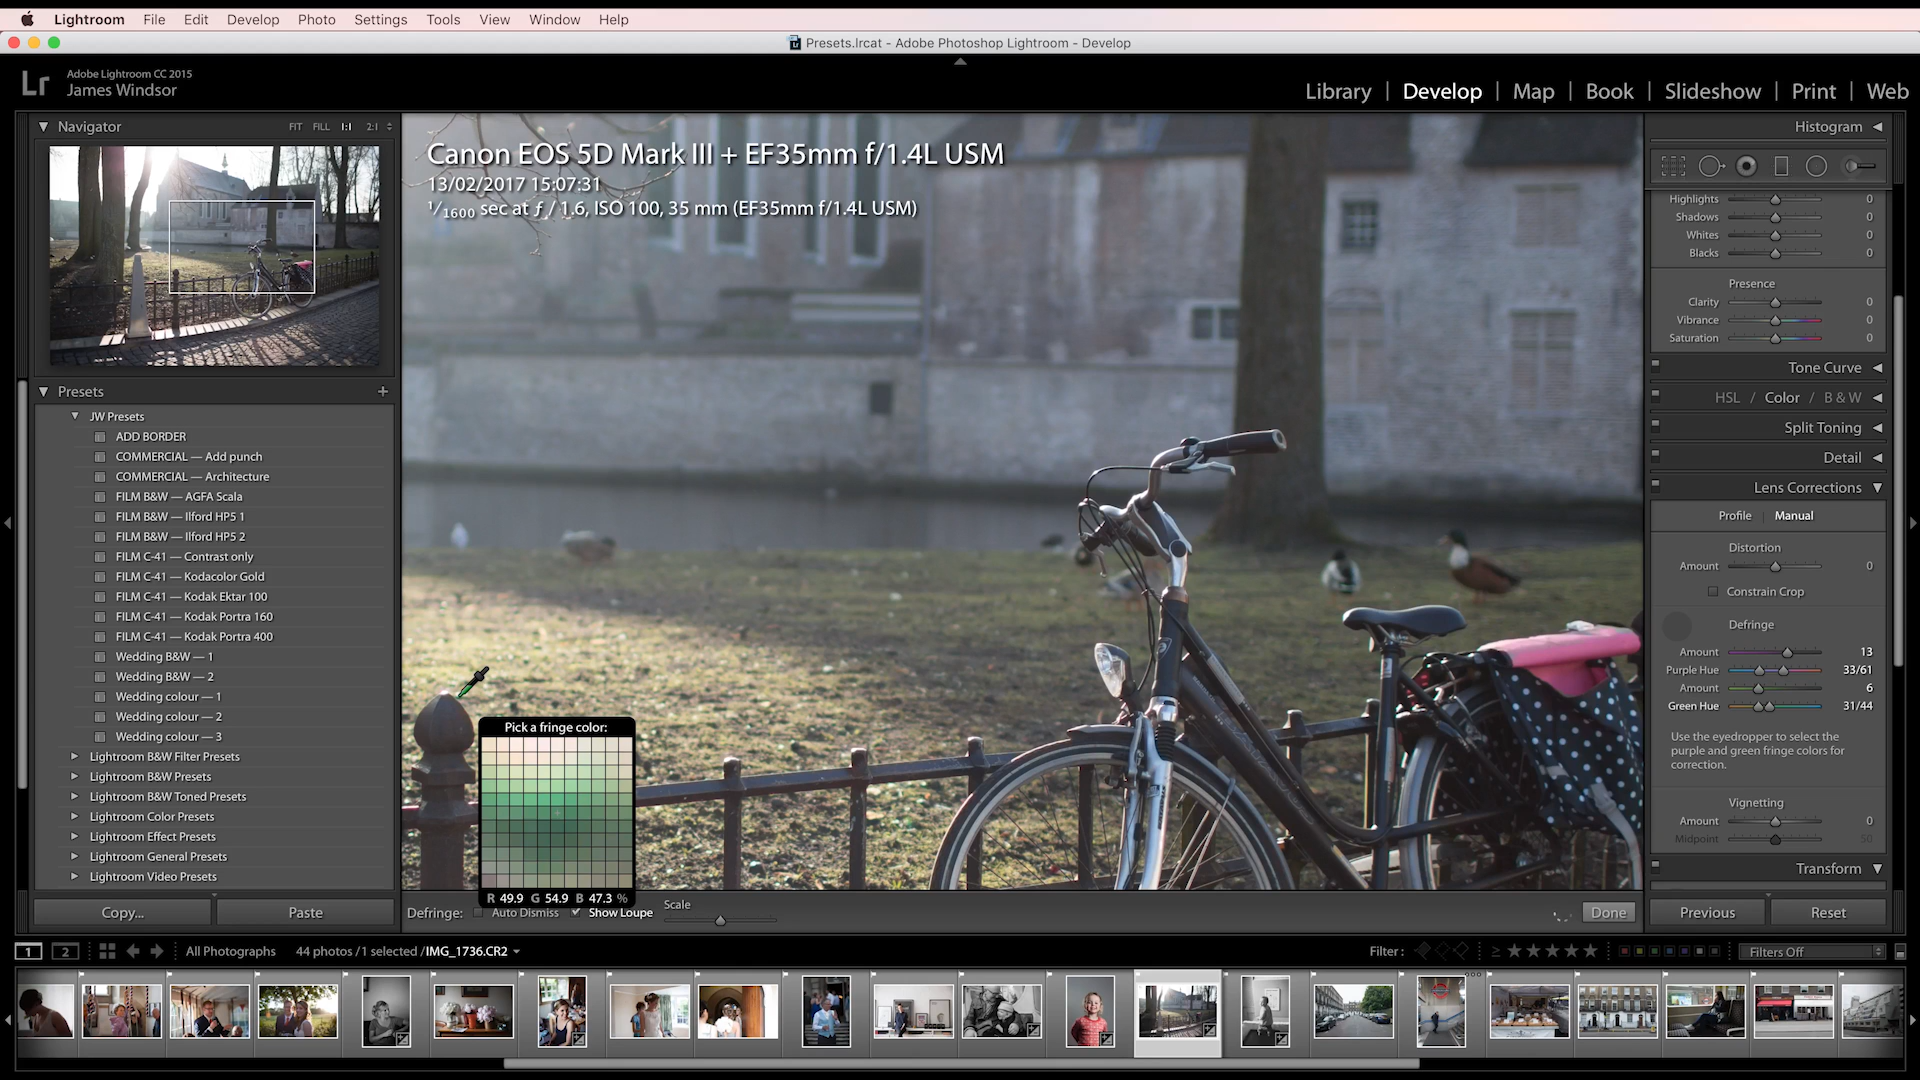 Lightroom File Edit Develop Photo Settings Tools View Window Help
Presets.lrcat - Adobe Photoshop Lightroom - Develop
Lr
Adobe Lightroom CC 2015
James Windsor
Library | Develop | Map | Book | Slideshow | Print | Web
Navigator FIT FILL 1:1 2:1
Presets +
JW Presets
ADD BORDER
COMMERCIAL — Add punch
COMMERCIAL — Architecture
FILM B&W — AGFA Scala
FILM B&W — Ilford HP5 1
FILM B&W — Ilford HP5 2
FILM C-41 — Contrast only
FILM C-41 — Kodacolor Gold
FILM C-41 — Kodak Ektar 100
FILM C-41 — Kodak Portra 160
FILM C-41 — Kodak Portra 400
Wedding B&W — 1
Wedding B&W — 2
Wedding colour — 1
Wedding colour — 2
Wedding colour — 3
Lightroom B&W Filter Presets
Lightroom B&W Presets
Lightroom B&W Toned Presets
Lightroom Color Presets
Lightroom Effect Presets
Lightroom General Presets
Lightroom Video Presets
Copy... Paste
Canon EOS 5D Mark III + EF35mm f/1.4L USM
13/02/2017 15:07:31
1/1600 sec at ƒ / 1.6, ISO 100, 35 mm (EF35mm f/1.4L USM)
Pick a fringe color:
R 49.9 G 54.9 B 47.3 %
Defringe: Auto Dismiss Show Loupe Scale
Done
Histogram
Highlights 0
Shadows 0
Whites 0
Blacks 0
Presence
Clarity 0
Vibrance 0
Saturation 0
Tone Curve
HSL / Color / B & W
Split Toning
Detail
Lens Corrections
Profile | Manual
Distortion
Amount 0
Constrain Crop
Defringe
Amount 13
Purple Hue 33/61
Amount 6
Green Hue 31/44
Use the eyedropper to select the
purple and green fringe colors for
correction.
Vignetting
Amount 0
Midpoint 50
Transform
Previous Reset
1 2 All Photographs 44 photos /1 selected /IMG_1736.CR2
Filter : ≥ Filters Off